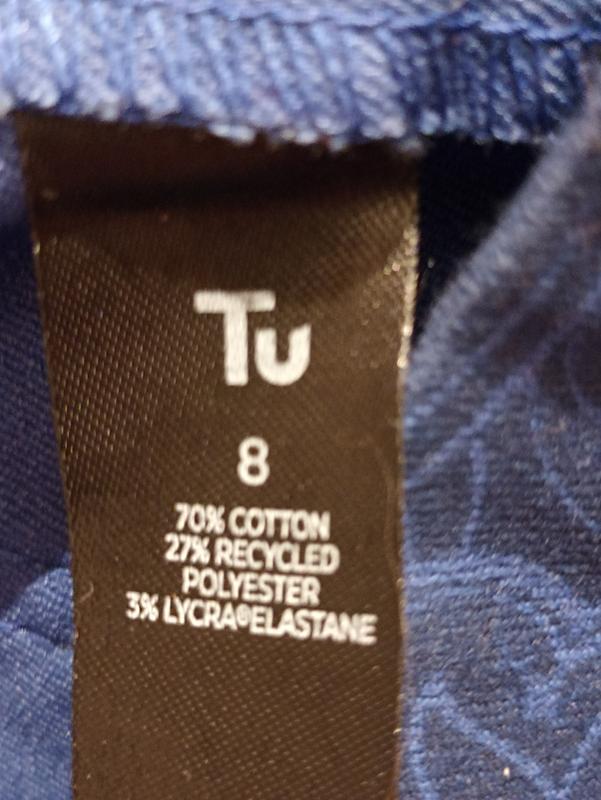 Tu
8
70% COTTON
27% RECYCLED
POLYESTER
3% LYCRA®ELASTANE